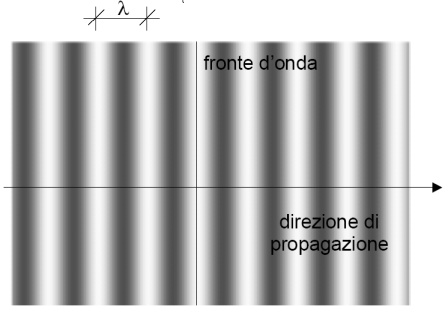 λ
fronte d'onda
direzione di
propagazione